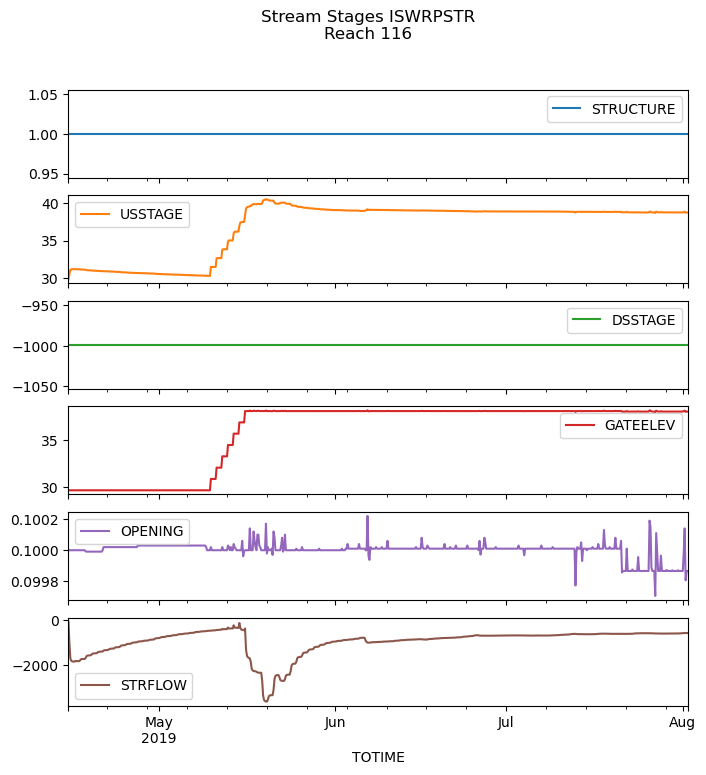 Stream Stages ISWRPSTR
Reach 116
1.05
1.00
0.95
STRUCTURE
40
35
30
USSTAGE
−950
−1000
−1050
DSSTAGE
35
30
GATEELEV
0.1002
0.1000
0.0998
OPENING
0
−2000
STRFLOW
May
2019
Jun
Jul
Aug
TOTIME